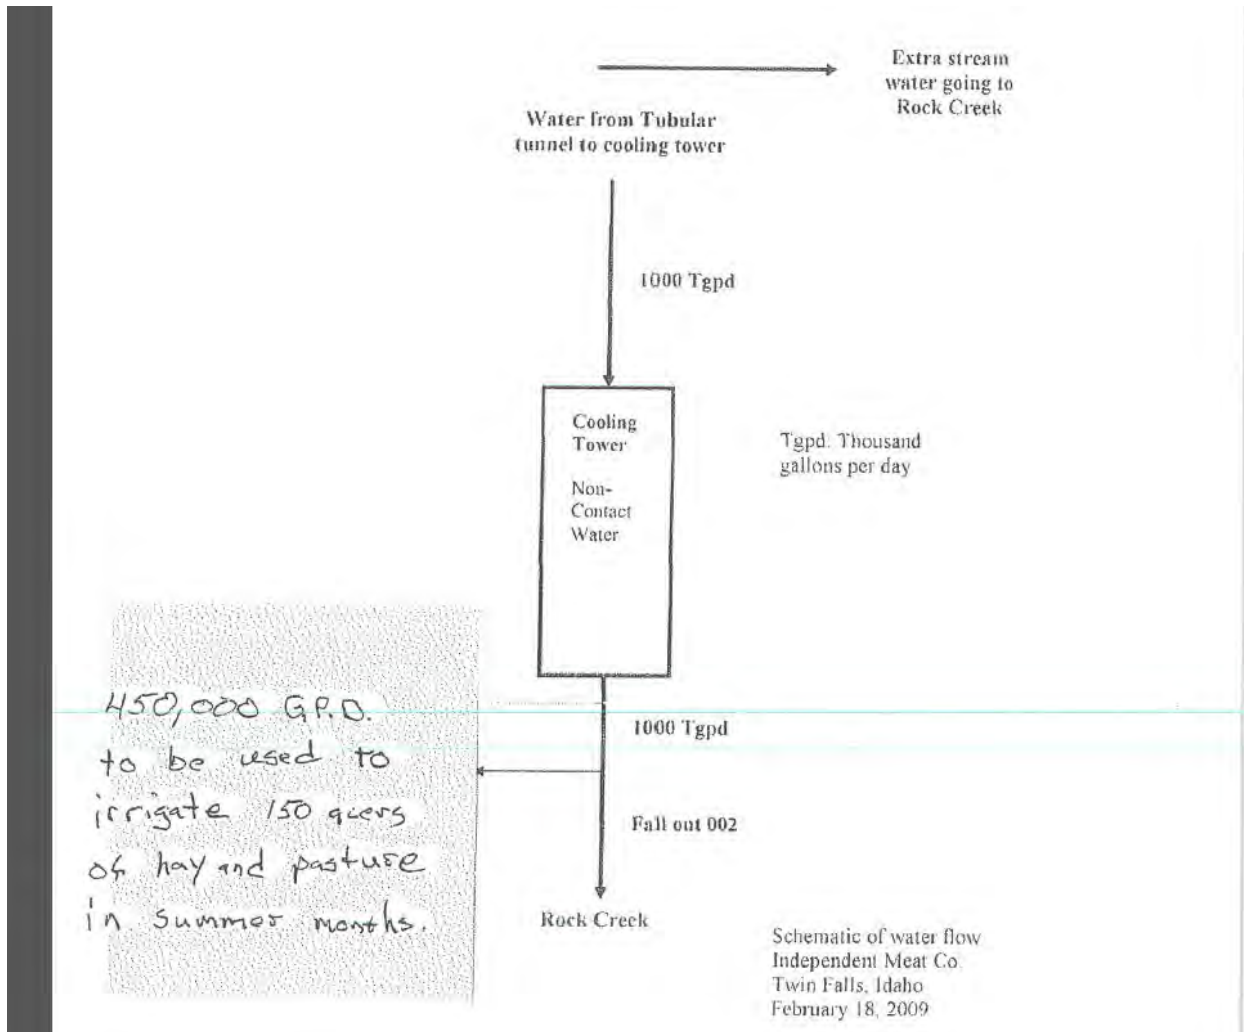 Extra stream
water going to
Rock Creek
Water from Tubular
tunnel to cooling tower
1000 Tgpd
Cooling
Tower
Non-
Contact
Water
Tgpd. Thousand
gallons per day
450,000 G.P.D.
to be used to
irrigate 150 acers
of hay and pasture
in summer months.
1000 Tgpd
Fall out 002
Rock Creek
Schematic of water flow
Independent Meat Co.
Twin Falls, Idaho
February 18, 2009